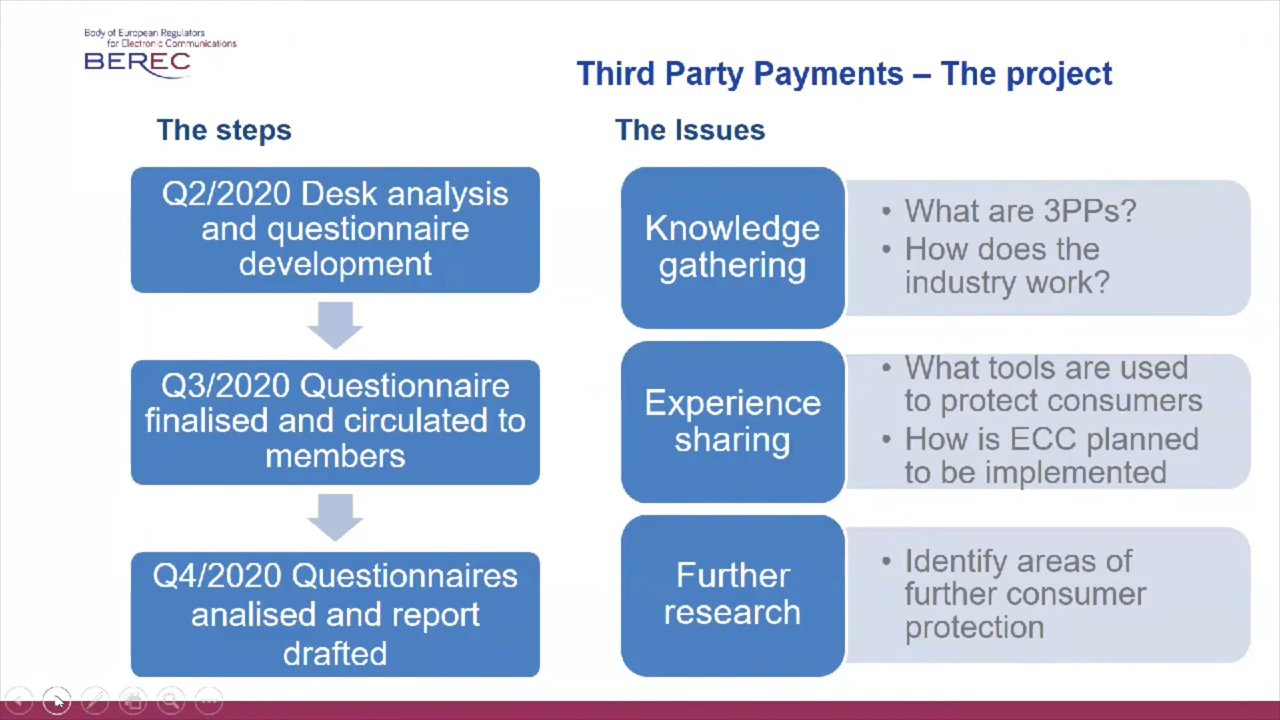 Body of European Regulators
for Electronic Communications
BEREC
Third Party Payments – The project
The steps
Q2/2020 Desk analysis
and questionnaire
development
Q3/2020 Questionnaire
finalised and circulated to
members
Q4/2020 Questionnaires
analised and report
drafted
The Issues
Knowledge
gathering
• What are 3PPs?
• How does the
industry work?
Experience
sharing
• What tools are used
to protect consumers
• How is ECC planned
to be implemented
Further
research
• Identify areas of
further consumer
protection